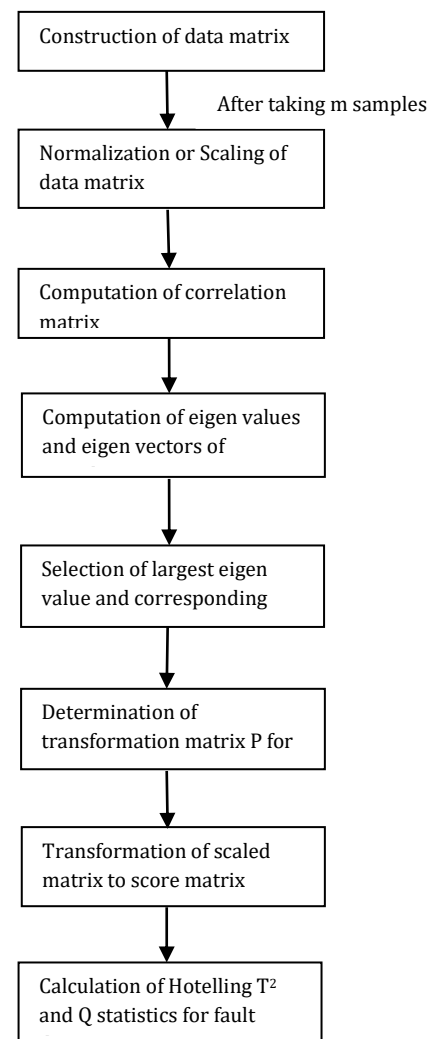 Construction of data matrix
After taking m samples
Normalization or Scaling of
data matrix
Computation of correlation
matrix
Computation of eigen values
and eigen vectors of
Selection of largest eigen
value and corresponding
Determination of
transformation matrix P for
Transformation of scaled
matrix to score matrix
Calculation of Hotelling T²
and Q statistics for fault